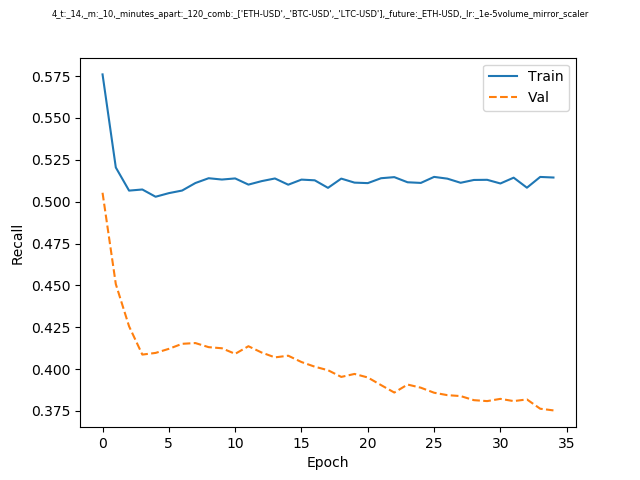 4_t:_14,_m:_10,_minutes_apart:_120_comb:_['ETH-USD',_'BTC-USD',_'LTC-USD'],_future:_ETH-USD,_lr:_1e-5volume_mirror_scaler
Train
Val
0.575
0.550
0.525
0.500
0.475
0.450
0.425
0.400
0.375
Recall
0 5 10 15 20 25 30 35
Epoch